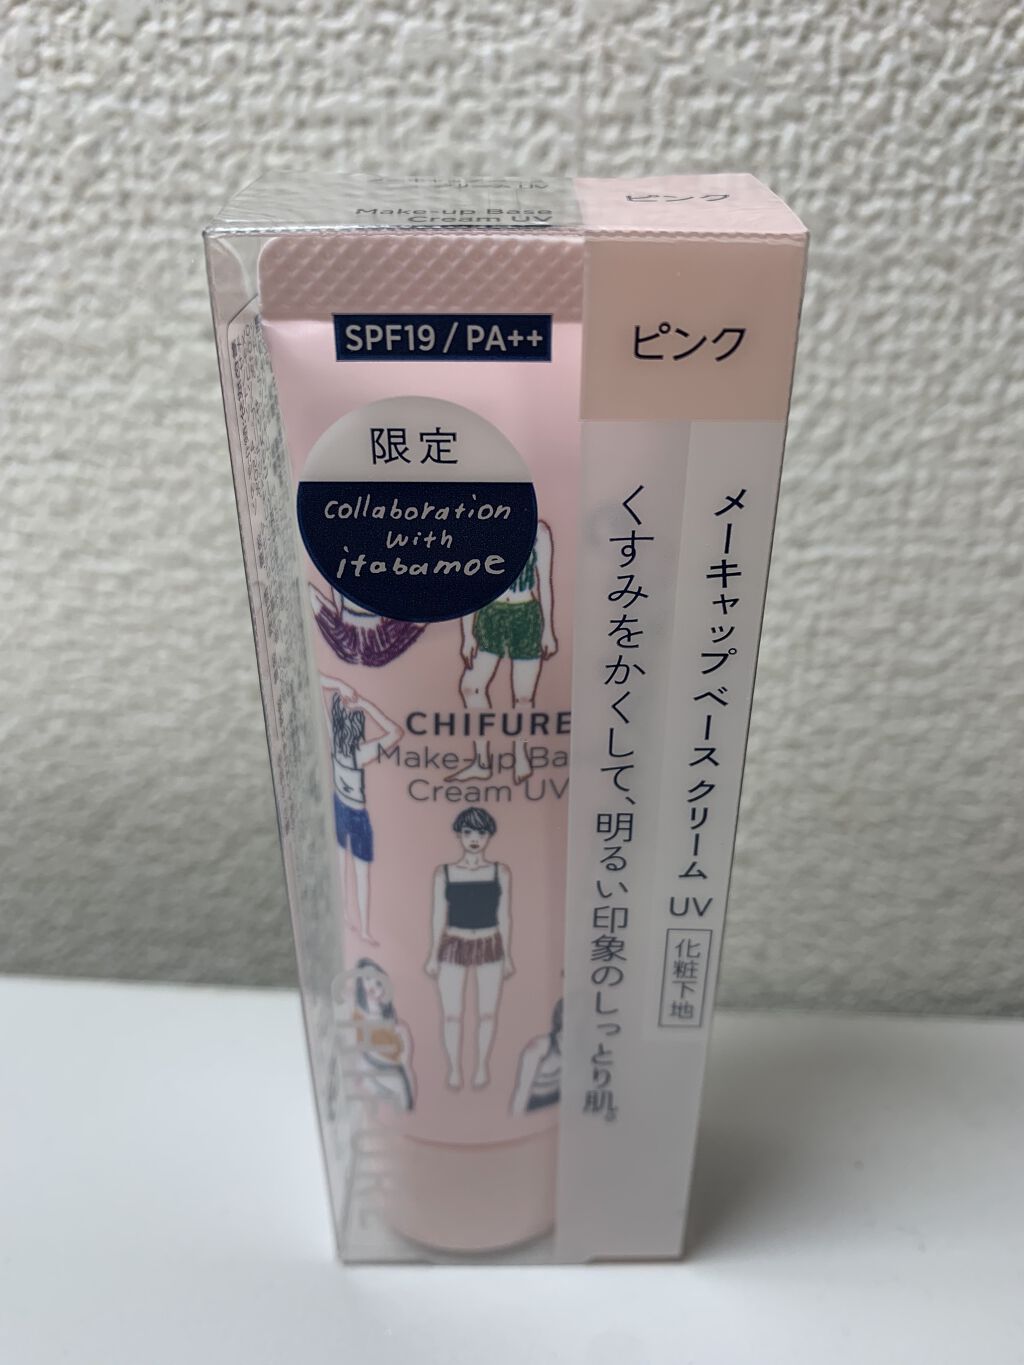 Make-up Base
Cream UV
ピンク
SPF19 / PA++
ピンク
限定
collaboration
with
itabamoe
CHIFURE
Make-up Ba
Cream UV
メーキャップ ベース クリーム UV
化粧下地
くすみをかくして、明るい印象のしっとり肌。
CHIFURE